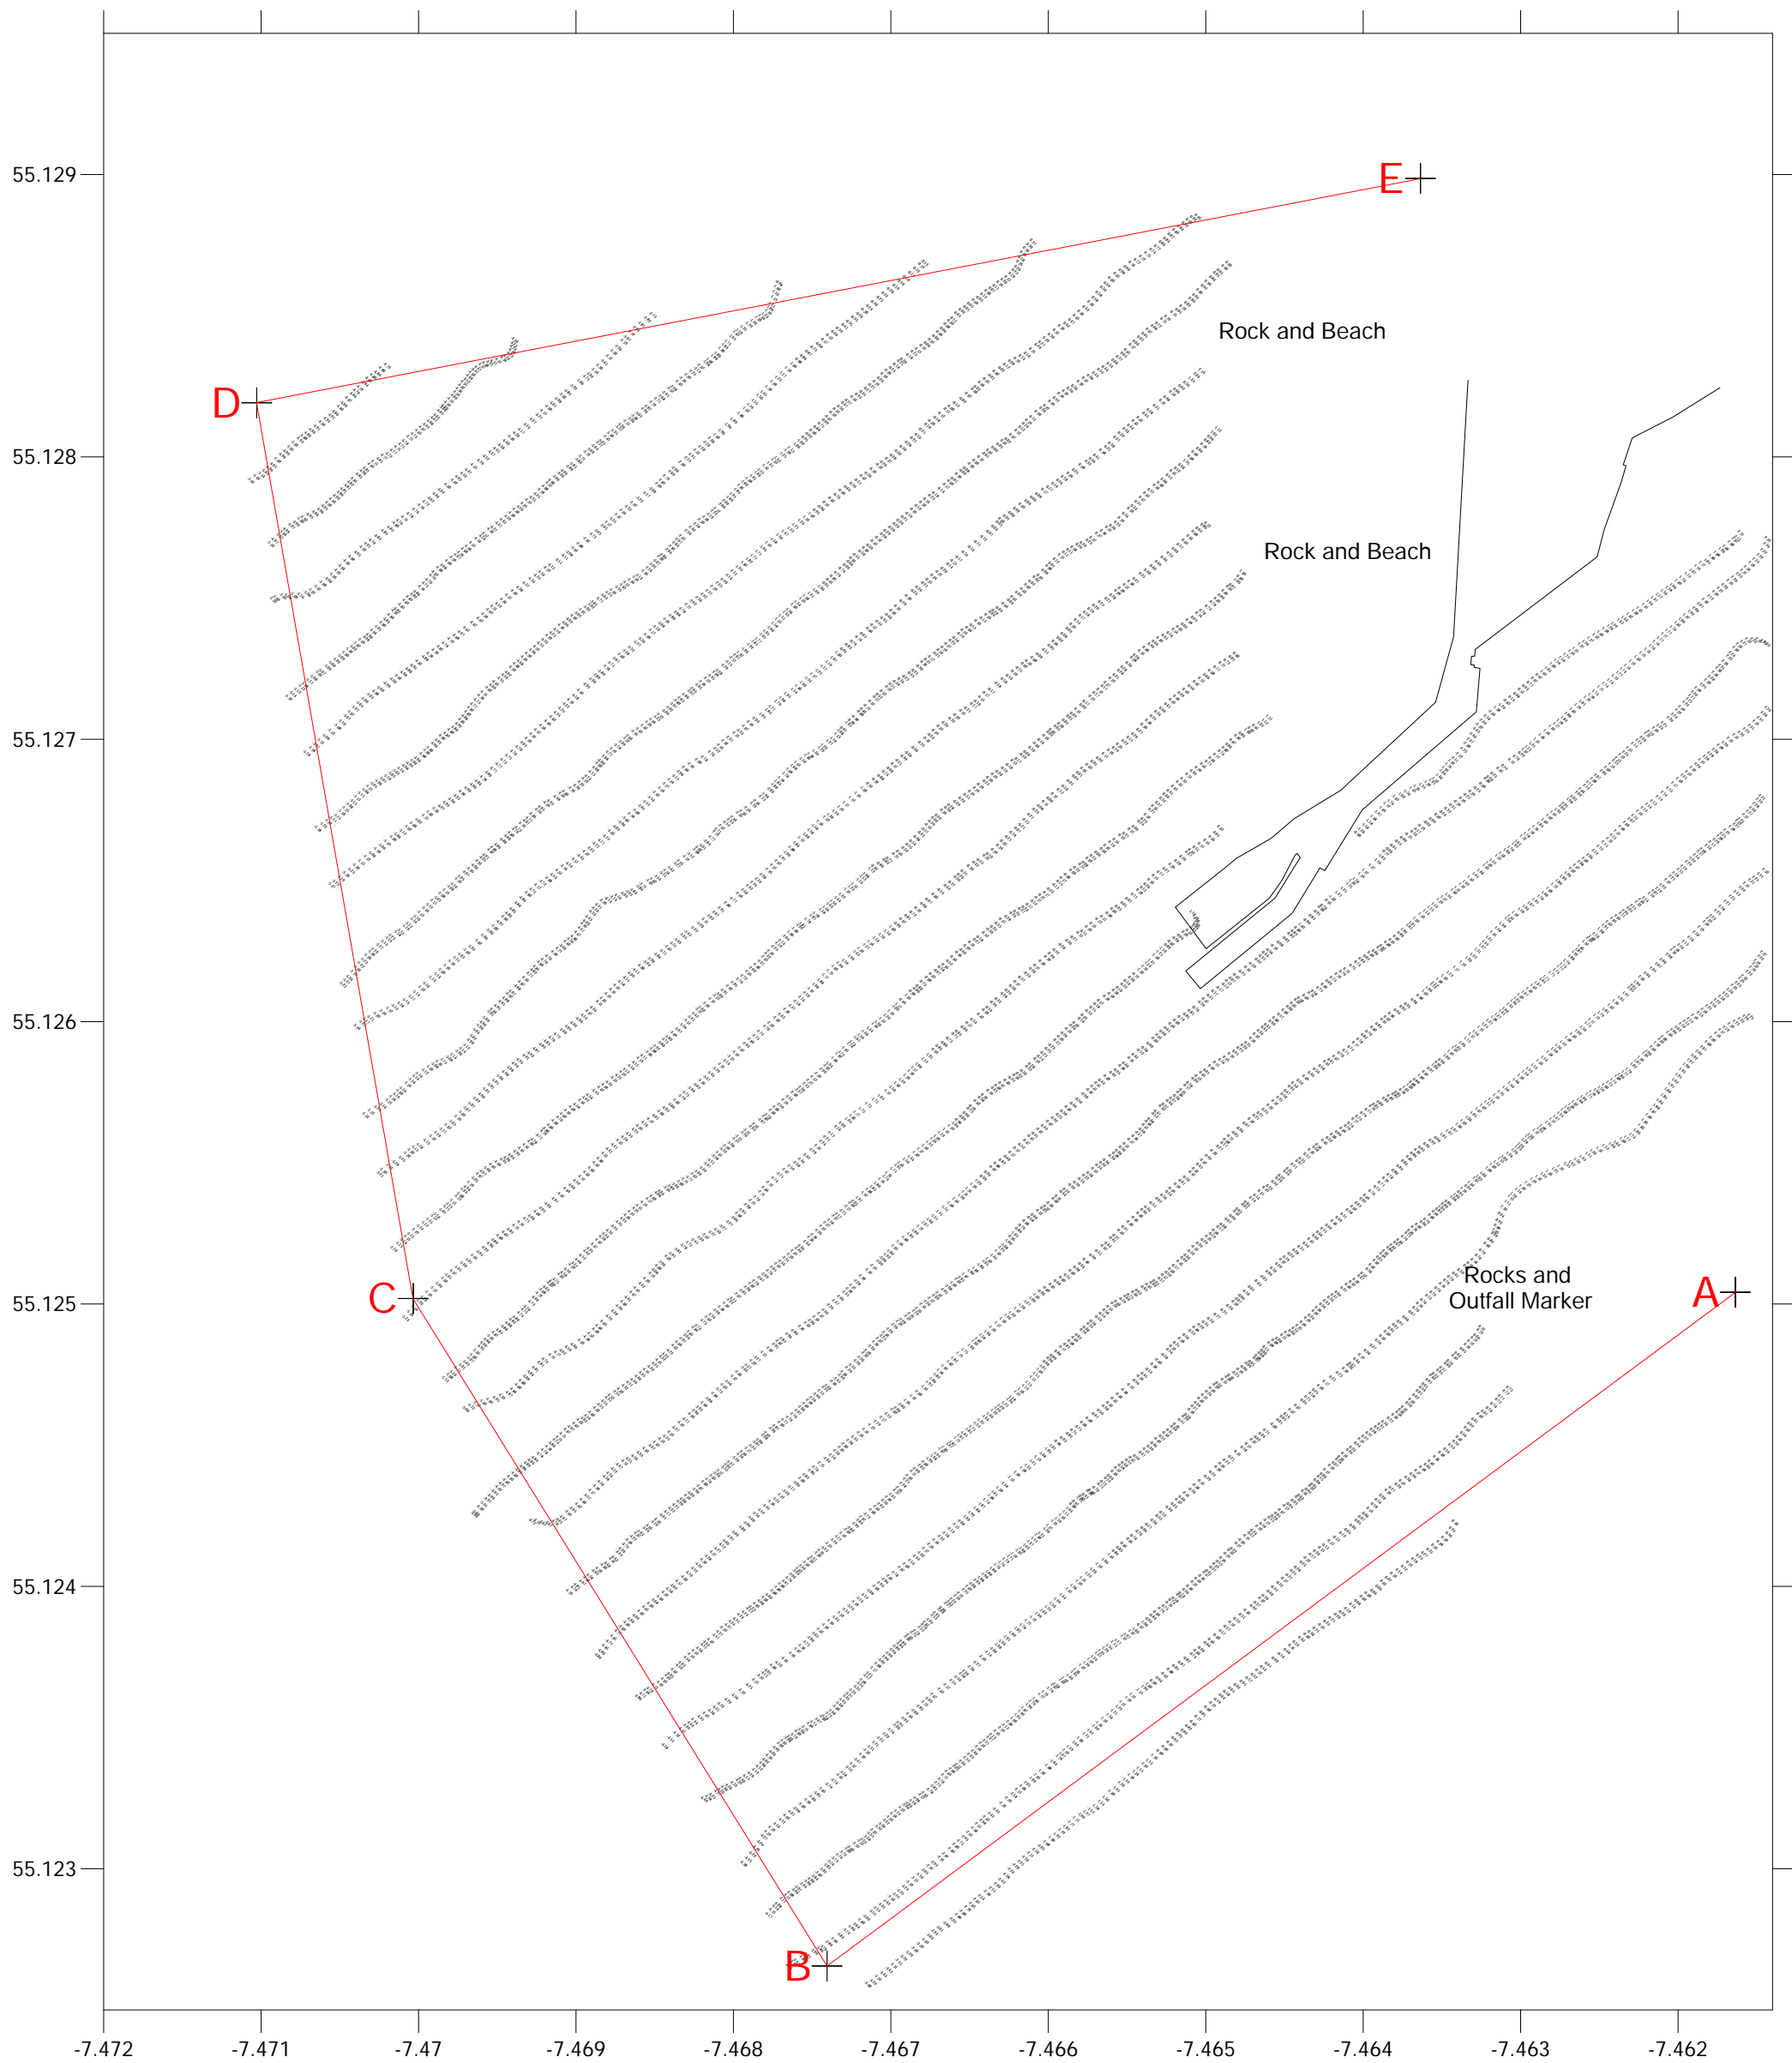 E
55.129
Rock and Beach
D
55.128
Rock and Beach
55.127
55.126
Rocks and
Outfall Marker
A
C
55.125
55.124
55.123
B
-7.472 -7.471 -7.47 -7.469 -7.468 -7.467 -7.466 -7.465 -7.464 -7.463 -7.462